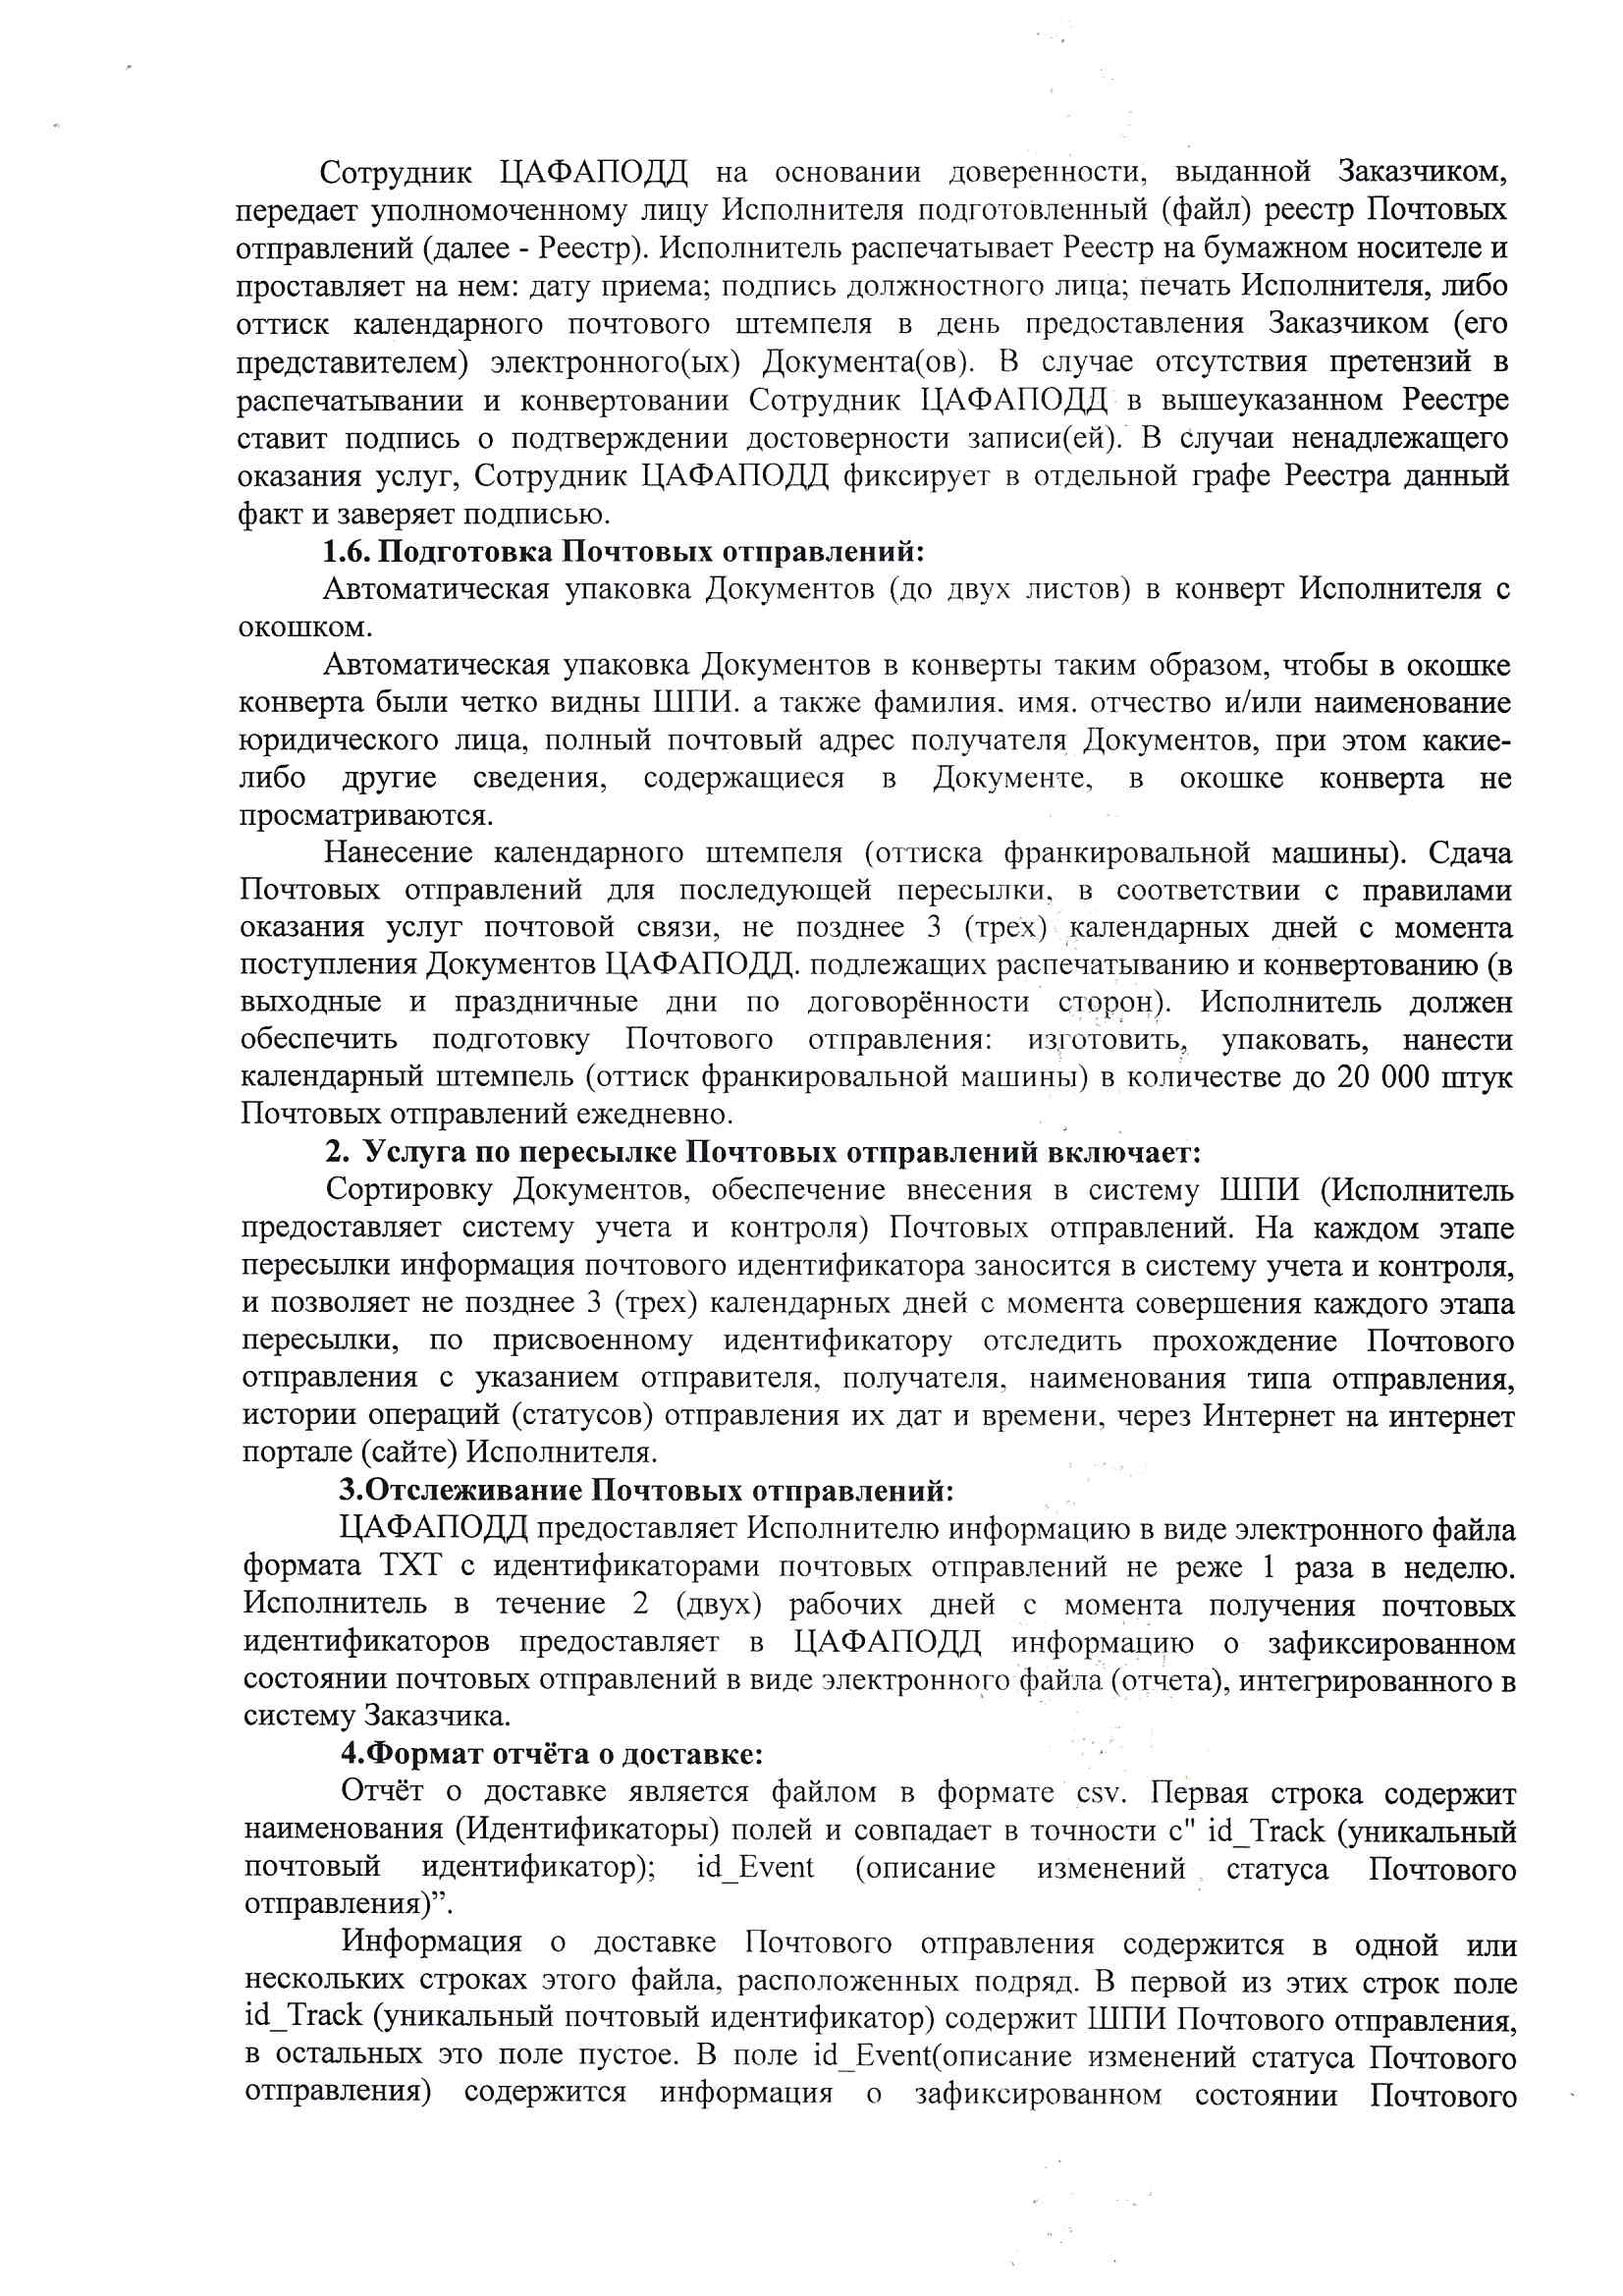 Сотрудник ЦАФАПОДД на основании доверенности, выданной Заказчиком,
передает уполномоченному лицу Исполнителя подготовленный (файл) реестр Почтовых
отправлений (далее - Реестр). Исполнитель распечатывает Реестр на бумажном носителе и
проставляет на нем: дату приема; подпись должностного лица; печать Исполнителя, либо
оттиск календарного почтового штемпеля в день предоставления Заказчиком (его
представителем) электронного(ых) Документа(ов). В случае отсутствия претензий в
распечатывании и конвертовании Сотрудник ЦАФАПОДД в вышеуказанном Реестре
ставит подпись о подтверждении достоверности записи(ей). В случаи ненадлежащего
оказания услуг, Сотрудник ЦАФАПОДД фиксирует в отдельной графе Реестра данный
факт и заверяет подписью.
1.6. Подготовка Почтовых отправлений:
Автоматическая упаковка Документов (до двух листов) в конверт Исполнителя с
окошком.
Автоматическая упаковка Документов в конверты таким образом, чтобы в окошке
конверта были четко видны ШПИ. а также фамилия. имя. отчество и/или наименование
юридического лица, полный почтовый адрес получателя Документов, при этом какие-
либо другие сведения, содержащиеся в Документе, в окошке конверта не
просматриваются.
Нанесение календарного штемпеля (оттиска франкировальной машины). Сдача
Почтовых отправлений для последующей пересылки, в соответствии с правилами
оказания услуг почтовой связи, не позднее 3 (трех) календарных дней с момента
поступления Документов ЦАФАПОДД. подлежащих распечатыванию и конвертованию (в
выходные и праздничные дни по договорённости сторон). Исполнитель должен
обеспечить подготовку Почтового отправления: изготовить, упаковать, нанести
календарный штемпель (оттиск франкировальной машины) в количестве до 20 000 штук
Почтовых отправлений ежедневно.
2. Услуга по пересылке Почтовых отправлений включает:
Сортировку Документов, обеспечение внесения в систему ШПИ (Исполнитель
предоставляет систему учета и контроля) Почтовых отправлений. На каждом этапе
пересылки информация почтового идентификатора заносится в систему учета и контроля,
и позволяет не позднее 3 (трех) календарных дней с момента совершения каждого этапа
пересылки, по присвоенному идентификатору отследить прохождение Почтового
отправления с указанием отправителя, получателя, наименования типа отправления,
истории операций (статусов) отправления их дат и времени, через Интернет на интернет
портале (сайте) Исполнителя.
3.Отслеживание Почтовых отправлений:
ЦАФАПОДД предоставляет Исполнителю информацию в виде электронного файла
формата ТХТ с идентификаторами почтовых отправлений не реже 1 раза в неделю.
Исполнитель в течение 2 (двух) рабочих дней с момента получения почтовых
идентификаторов предоставляет в ЦАФАПОДД информацию о зафиксированном
состоянии почтовых отправлений в виде электронного файла (отчета), интегрированного в
систему Заказчика.
4.Формат отчёта о доставке:
Отчёт о доставке является файлом в формате csv. Первая строка содержит
наименования (Идентификаторы) полей и совпадает в точности с" id_Track (уникальный
почтовый идентификатор); id_Event (описание изменений статуса Почтового
отправления)”.
Информация о доставке Почтового отправления содержится в одной или
нескольких строках этого файла, расположенных подряд. В первой из этих строк поле
id_Track (уникальный почтовый идентификатор) содержит ШПИ Почтового отправления,
в остальных это поле пустое. В поле id_Event(описание изменений статуса Почтового
отправления) содержится информация о зафиксированном состоянии Почтового